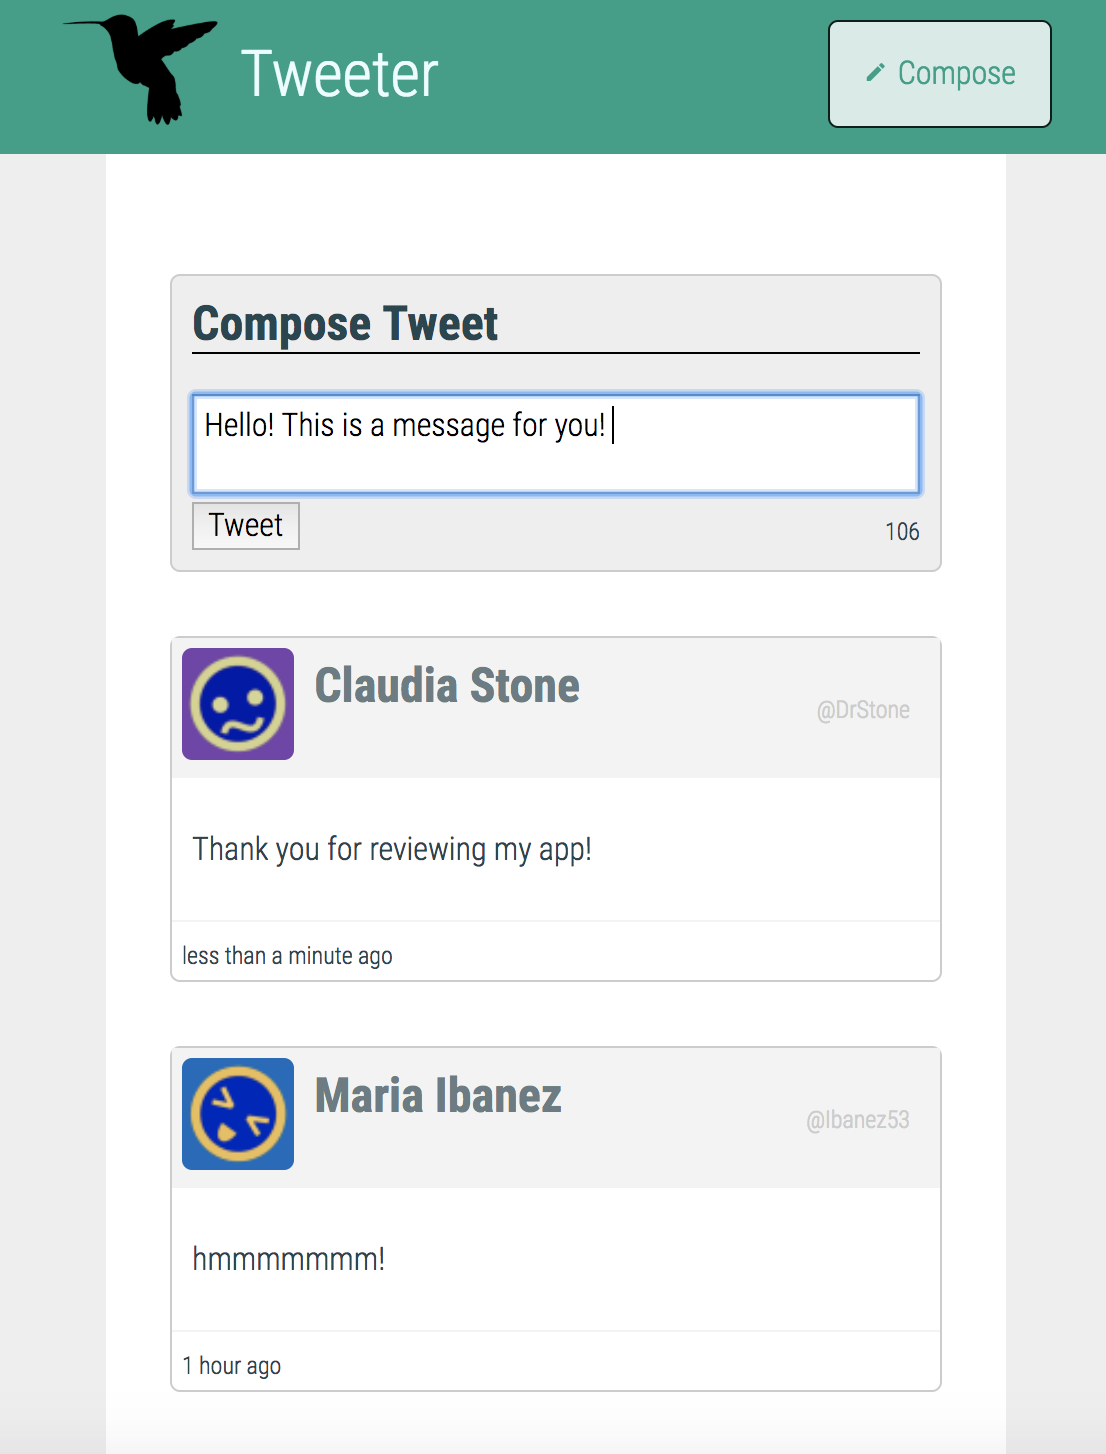 Tweeter
Compose
Compose Tweet
Hello! This is a message for you!
Tweet
106
Claudia Stone
@DrStone
Thank you for reviewing my app!
less than a minute ago
Maria Ibanez
@Ibanez53
hmmmmmmm!
1 hour ago